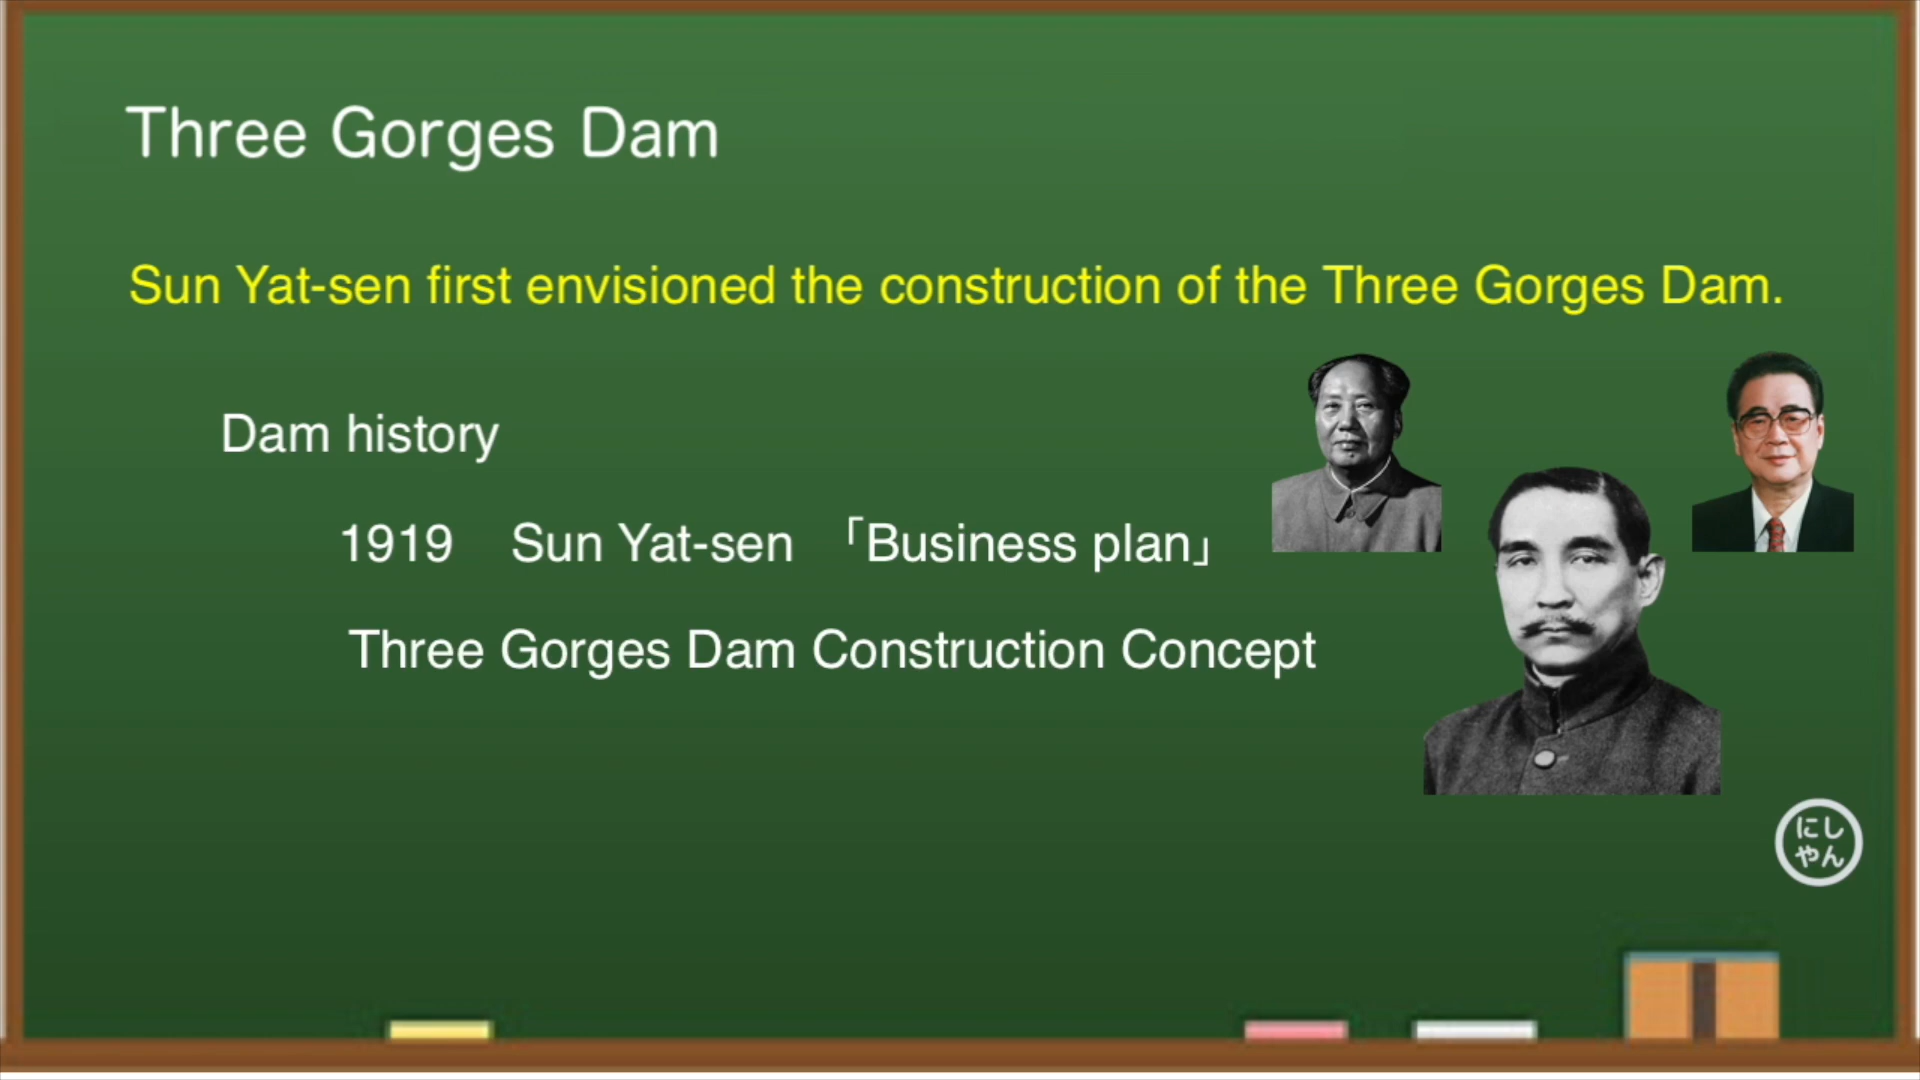 Three Gorges Dam
Sun Yat-sen first envisioned the construction of the Three Gorges Dam.
Dam history
1919 Sun Yat-sen 「Business plan」
Three Gorges Dam Construction Concept
にし
やん